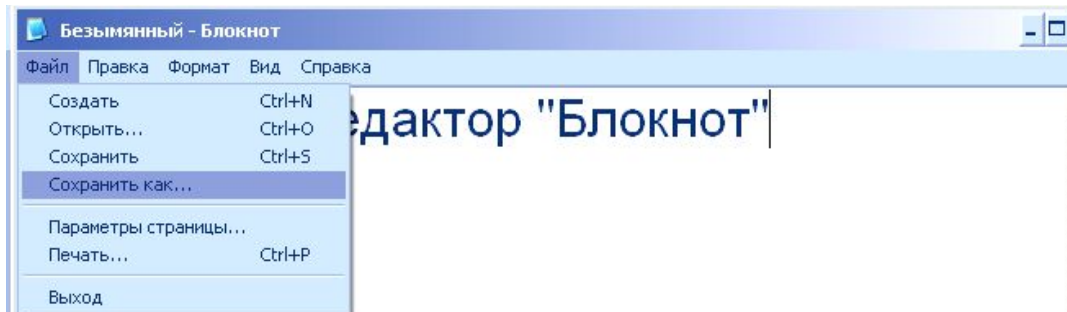 Безымянный - Блокнот
Файл Правка Формат Вид Справка
Создать Ctrl+N
Открыть... Ctrl+O
Сохранить Ctrl+S
Сохранить как...
Параметры страницы...
Печать... Ctrl+P
Выход
едактор "Блокнот"